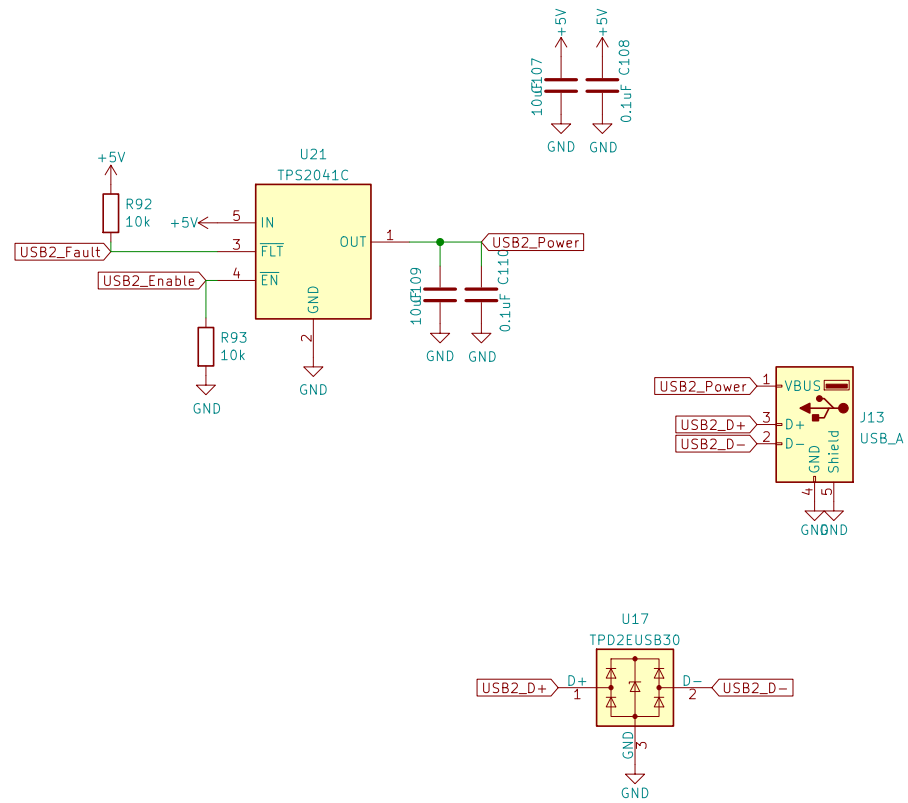 +5V
+5V
C107
10uF
C108
0.1uF
GND
GND
U21
TPS2041C
+5V
R92
10k
+5V
5
IN
USB2_Fault
3
FLT
USB2_Enable
4
EN
OUT
1
USB2_Power
GND
2
C109
10uF
C110
0.1uF
GND
GND
R93
10k
GND
GND
USB2_Power
1
VBUS
USB2_D+
3
D+
USB2_D-
2
D-
GND
Shield
4
5
J13
USB_A
GND
GND
U17
TPD2EUSB30
USB2_D+
D+
1
D-
2
USB2_D-
GND
3
GND